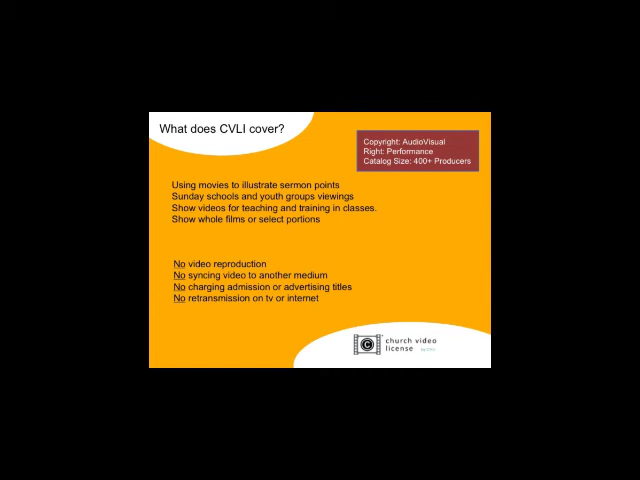 What does CVLI cover?
Copyright: AudioVisual
Right: Performance
Catalog Size: 400+ Producers
Using movies to illustrate sermon points
Sunday schools and youth groups viewings
Show videos for teaching and training in classes.
Show whole films or select portions
No video reproduction
No syncing video to another medium
No charging admission or advertising titles
No retransmission on tv or internet
church video
license